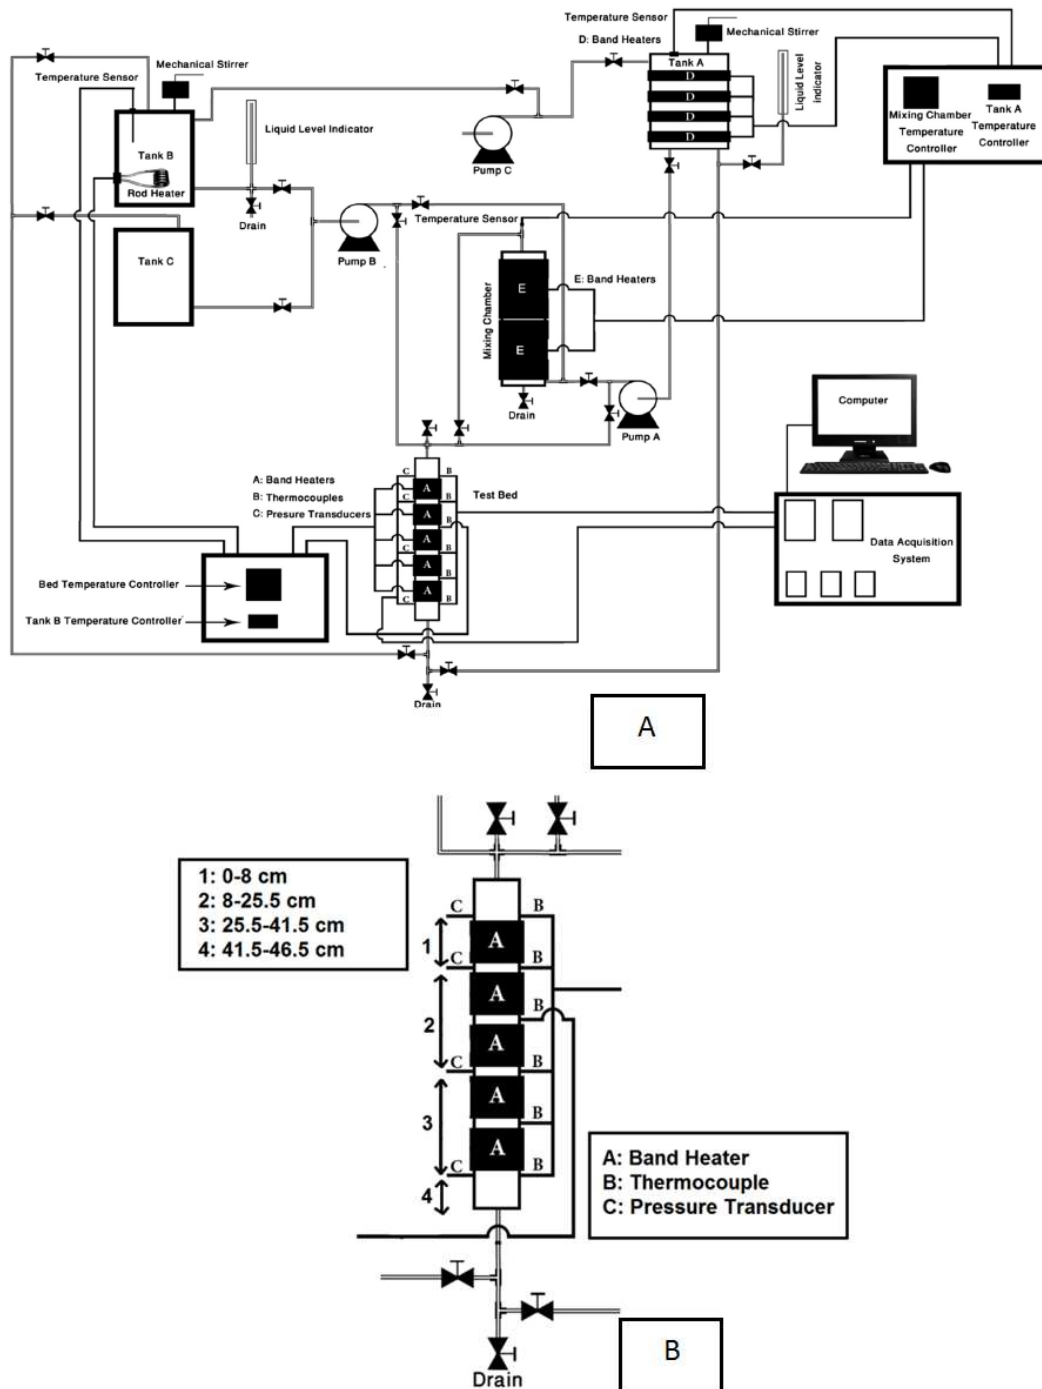 Temperature Sensor
Mechanical Stirrer
D: Band Heaters
Tank A
D
D
D
D
Liquid Level
indicator
Mixing Chamber
Temperature
Controller
Tank A
Temperature
Controller
Mechanical Stirrer
Temperature Sensor
Tank B
Rod Heater
Liquid Level Indicator
Drain
Pump C
Tank C
Pump B
Temperature Sensor
Mixing Chamber
E
E
E: Band Heaters
Drain
Pump A
Computer
Data Acquisition
System
A: Band Heaters
B: Thermocouples
C: Presure Transducers
Test Bed
C
B
A
C
B
A
B
A
C
B
A
B
A
C
B
Bed Temperature Controller
Tank B Temperature Controller
Drain
A
1: 0-8 cm
2: 8-25.5 cm
3: 25.5-41.5 cm
4: 41.5-46.5 cm
C
B
1
A
C
B
A
2
B
A
C
B
A
3
B
A
C
B
4
A: Band Heater
B: Thermocouple
C: Pressure Transducer
Drain
B